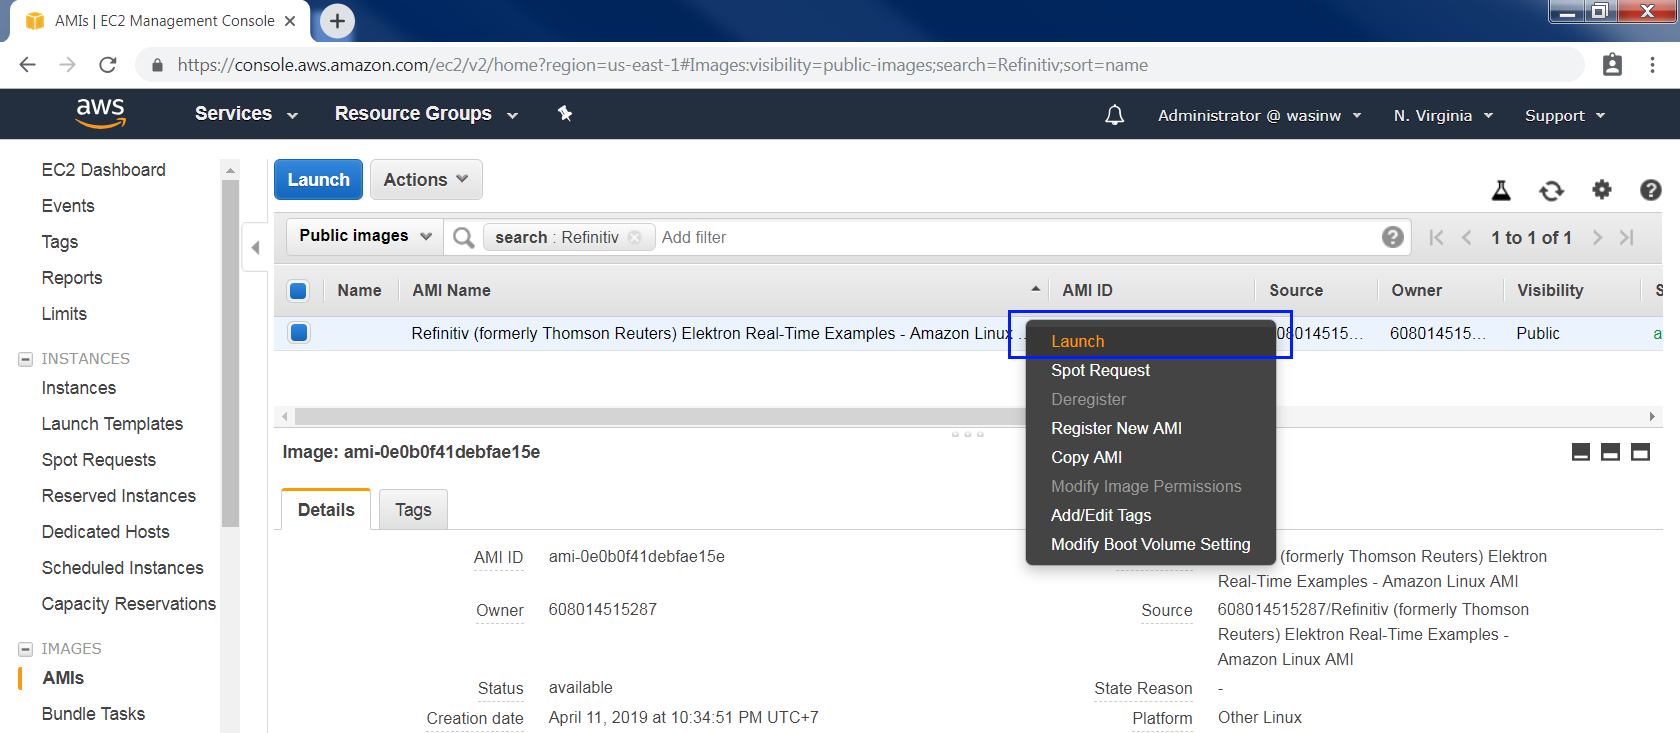 AMIs | EC2 Management Console
https://console.aws.amazon.com/ec2/v2/home?region=us-east-1#Images:visibility=public-images;search=Refinitiv;sort=name
aws Services Resource Groups Administrator @ wasinw N. Virginia Support
EC2 Dashboard
Events
Tags
Reports
Limits
INSTANCES
Instances
Launch Templates
Spot Requests
Reserved Instances
Dedicated Hosts
Scheduled Instances
Capacity Reservations
IMAGES
AMIs
Bundle Tasks
Launch Actions
Public images search : Refinitiv Add filter 1 to 1 of 1
Name AMI Name AMI ID Source Owner Visibility S
Refinitiv (formerly Thomson Reuters) Elektron Real-Time Examples - Amazon Linux ... 08014515... 608014515... Public a
Launch
Spot Request
Deregister
Register New AMI
Copy AMI
Modify Image Permissions
Add/Edit Tags
Modify Boot Volume Setting
Image: ami-0e0b0f41debfae15e
Details Tags
AMI ID ami-0e0b0f41debfae15e
(formerly Thomson Reuters) Elektron
Real-Time Examples - Amazon Linux AMI
Owner 608014515287
Source 608014515287/Refinitiv (formerly Thomson
Reuters) Elektron Real-Time Examples -
Amazon Linux AMI
Status available
State Reason -
Creation date April 11, 2019 at 10:34:51 PM UTC+7
Platform Other Linux